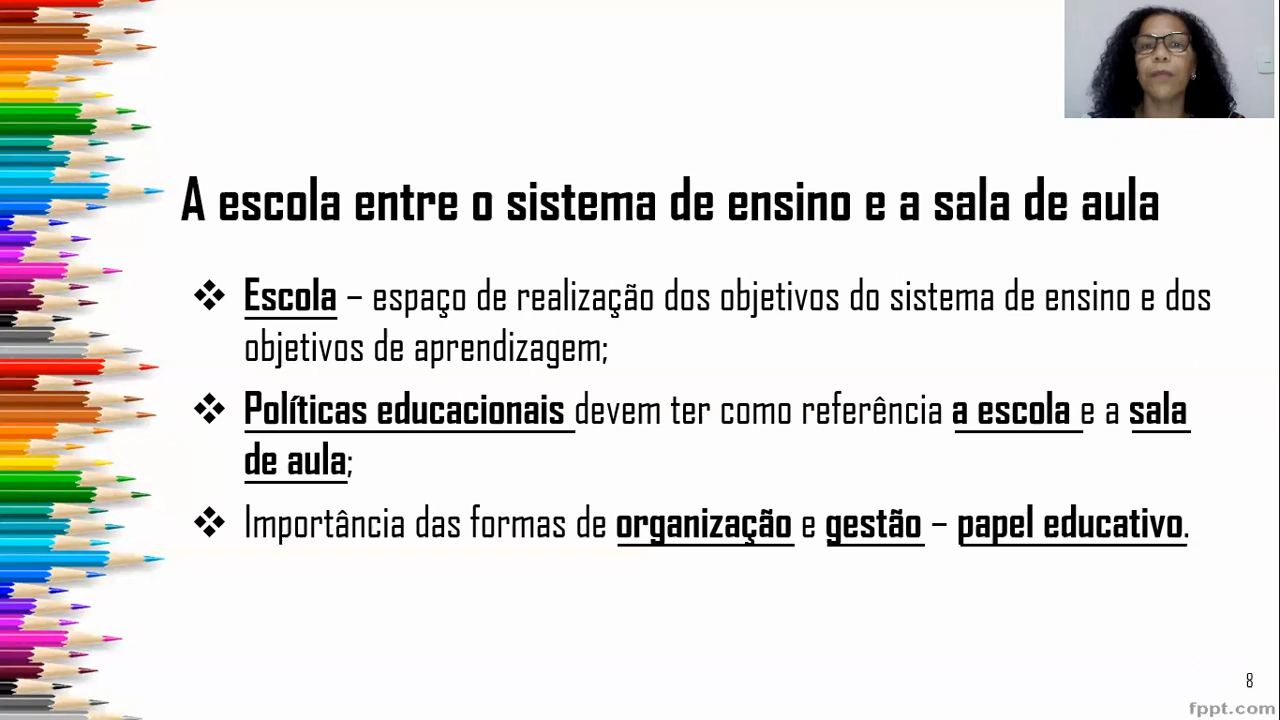 A escola entre o sistema de ensino e a sala de aula
❖ Escola – espaço de realização dos objetivos do sistema de ensino e dos
objetivos de aprendizagem;
❖ Políticas educacionais devem ter como referência a escola e a sala
de aula;
❖ Importância das formas de organização e gestão – papel educativo.
8
fppt.com